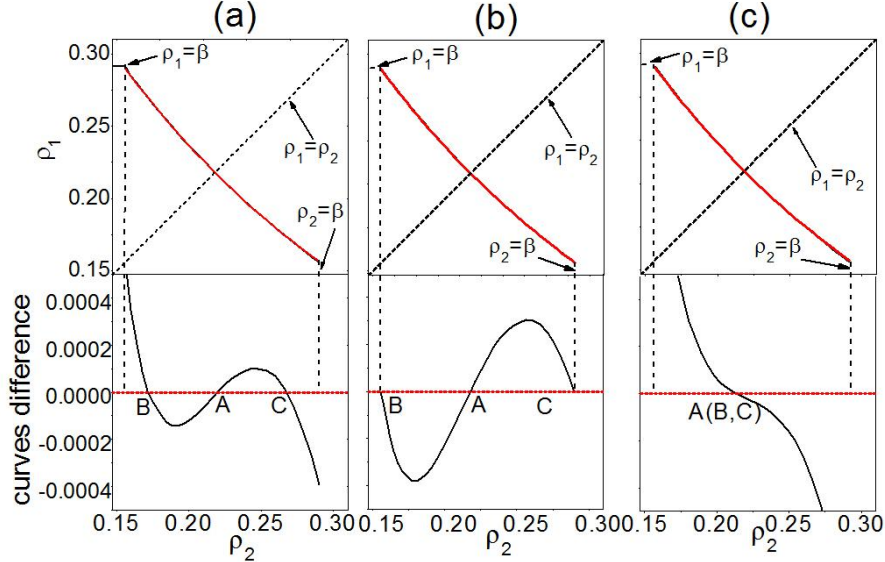 (a) (b) (c)
0.30
0.25
0.20
0.15
ρ1
ρ1=β
ρ1=ρ2
ρ2=β
ρ1=β
ρ1=ρ2
ρ2=β
ρ1=β
ρ1=ρ2
ρ2=β
0.0004
0.0002
0.0000
-0.0002
-0.0004
curves difference
B A C
B A C
A(B,C)
0.15 0.20 0.25 0.30
0.15 0.20 0.25 0.30
0.15 0.20 0.25 0.30
ρ2 ρ2 ρ2